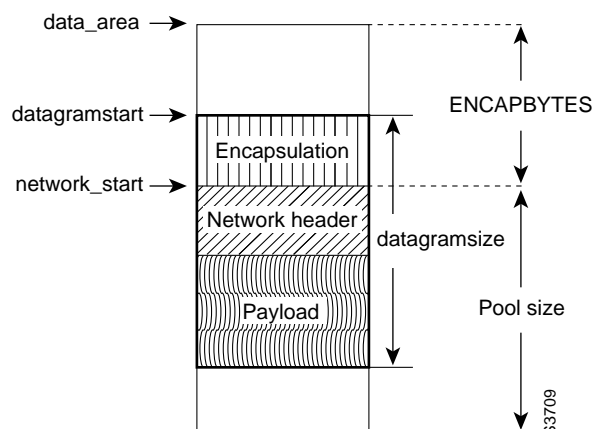 data_area
datagramstart
ENCAPBYTES
Encapsulation
network_start
Network header
datagramsize
Payload
Pool size